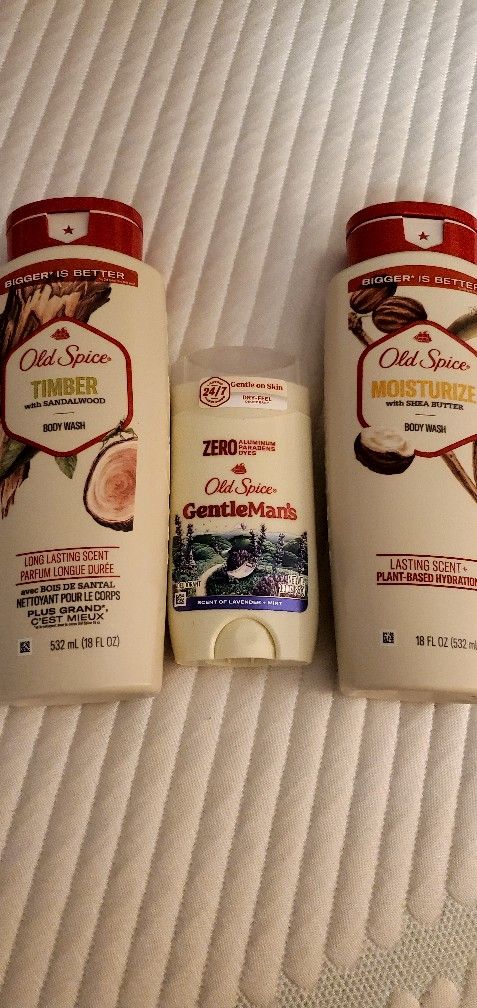 BIGGER* IS BETTER
Old Spice
TIMBER
with SANDALWOOD
BODY WASH
LONG LASTING SCENT
PARFUM LONGUE DURÉE
avec BOIS DE SANTAL
NETTOYANT POUR LE CORPS
PLUS GRAND*,
C'EST MIEUX
532 mL (18 FL OZ)
24/7
Gentle on Skin
DRY-FEEL
ZERO ALUMINUM
PARABENS
DYES
Old Spice
GentleMan's
SCENT OF LAVENDER + MINT
BIGGER* IS BETTER
Old Spice
MOISTURIZE
with SHEA BUTTER
BODY WASH
LASTING SCENT +
PLANT-BASED HYDRATION
18 FL OZ (532 mL